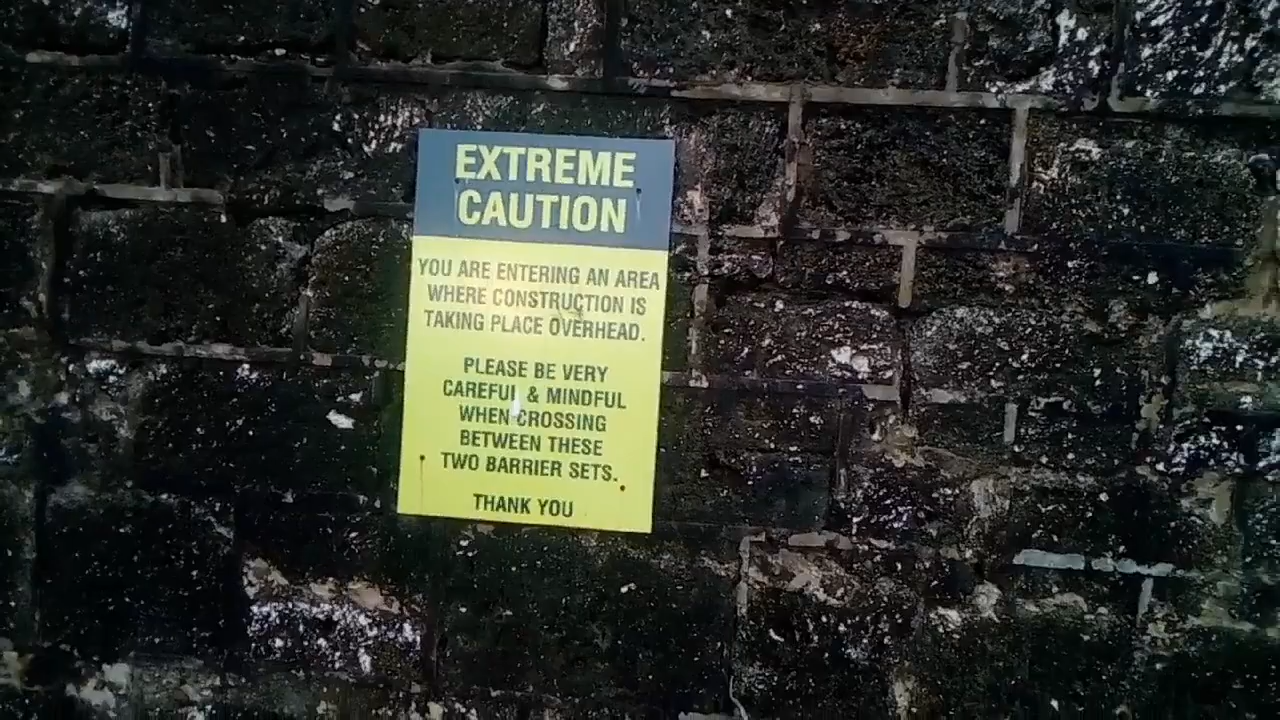 EXTREME
CAUTION
YOU ARE ENTERING AN AREA
WHERE CONSTRUCTION IS
TAKING PLACE OVERHEAD.
PLEASE BE VERY
CAREFUL & MINDFUL
WHEN CROSSING
BETWEEN THESE
TWO BARRIER SETS.
THANK YOU